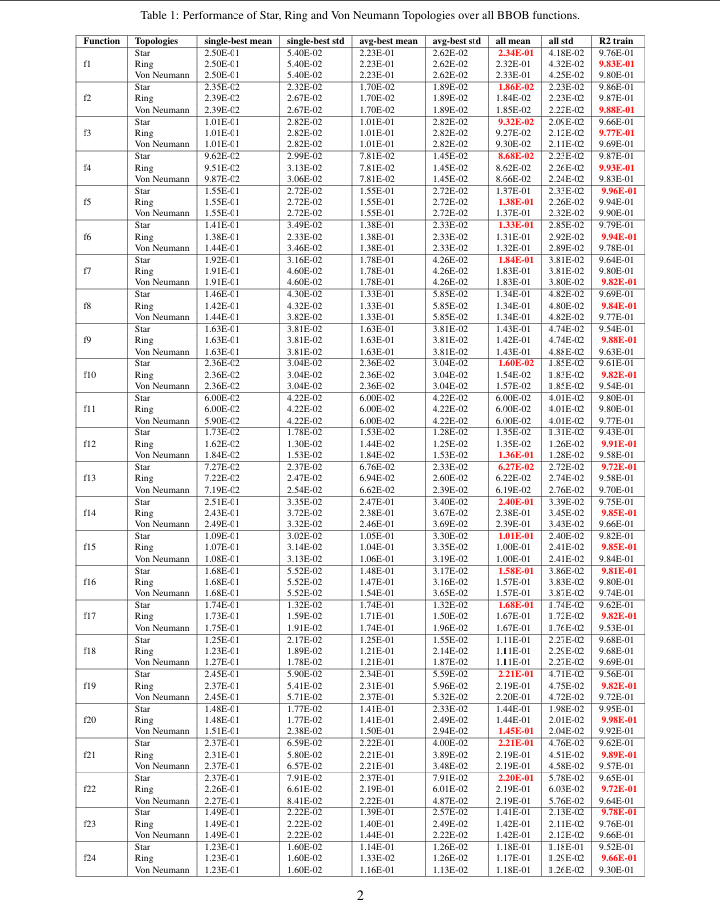 Table 1: Performance of Star, Ring and Von Neumann Topologies over all BBOB functions.
Function Topologies single-best mean single-best std avg-best mean avg-best std all mean all std R2 train
Star 2.50E-01 5.40E-02 2.23E-01 2.62E-02 2.34E-01 4.18E-02 9.76E-01
f1 Ring 2.50E-01 5.40E-02 2.23E-01 2.62E-02 2.32E-01 4.32E-02 9.83E-01
Von Neumann 2.50E-01 5.40E-02 2.23E-01 2.62E-02 2.33E-01 4.25E-02 9.80E-01
Star 2.35E-02 2.32E-02 1.70E-02 1.89E-02 1.86E-02 2.23E-02 9.86E-01
f2 Ring 2.39E-02 2.67E-02 1.70E-02 1.89E-02 1.84E-02 2.23E-02 9.87E-01
Von Neumann 2.39E-02 2.67E-02 1.70E-02 1.89E-02 1.85E-02 2.22E-02 9.88E-01
Star 1.01E-01 2.82E-02 1.01E-01 2.82E-02 9.32E-02 2.09E-02 9.66E-01
f3 Ring 1.01E-01 2.82E-02 1.01E-01 2.82E-02 9.27E-02 2.12E-02 9.77E-01
Von Neumann 1.01E-01 2.82E-02 1.01E-01 2.82E-02 9.30E-02 2.11E-02 9.69E-01
Star 9.62E-02 2.99E-02 7.81E-02 1.45E-02 8.68E-02 2.23E-02 9.87E-01
f4 Ring 9.51E-02 3.13E-02 7.81E-02 1.45E-02 8.62E-02 2.26E-02 9.93E-01
Von Neumann 9.87E-02 3.06E-02 7.81E-02 1.45E-02 8.66E-02 2.24E-02 9.83E-01
Star 1.55E-01 2.72E-02 1.55E-01 2.72E-02 1.37E-01 2.33E-02 9.96E-01
f5 Ring 1.55E-01 2.72E-02 1.55E-01 2.72E-02 1.38E-01 2.26E-02 9.94E-01
Von Neumann 1.55E-01 2.72E-02 1.55E-01 2.72E-02 1.37E-01 2.32E-02 9.90E-01
Star 1.41E-01 3.49E-02 1.38E-01 2.33E-02 1.33E-01 2.85E-02 9.79E-01
f6 Ring 1.38E-01 2.33E-02 1.38E-01 2.33E-02 1.31E-01 2.92E-02 9.94E-01
Von Neumann 1.44E-01 3.46E-02 1.38E-01 2.33E-02 1.32E-01 2.89E-02 9.78E-01
Star 1.92E-01 3.16E-02 1.78E-01 4.26E-02 1.84E-01 3.81E-02 9.64E-01
f7 Ring 1.91E-01 4.60E-02 1.78E-01 4.26E-02 1.83E-01 3.81E-02 9.80E-01
Von Neumann 1.91E-01 4.60E-02 1.78E-01 4.26E-02 1.83E-01 3.80E-02 9.82E-01
Star 1.46E-01 4.30E-02 1.33E-01 5.85E-02 1.34E-01 4.82E-02 9.69E-01
f8 Ring 1.42E-01 4.32E-02 1.33E-01 5.85E-02 1.34E-01 4.80E-02 9.84E-01
Von Neumann 1.44E-01 3.82E-02 1.33E-01 5.85E-02 1.34E-01 4.82E-02 9.77E-01
Star 1.63E-01 3.81E-02 1.63E-01 3.81E-02 1.43E-01 4.74E-02 9.54E-01
f9 Ring 1.63E-01 3.81E-02 1.63E-01 3.81E-02 1.42E-01 4.74E-02 9.88E-01
Von Neumann 1.63E-01 3.81E-02 1.63E-01 3.81E-02 1.43E-01 4.88E-02 9.63E-01
Star 2.36E-02 3.04E-02 2.36E-02 3.04E-02 1.60E-02 1.85E-02 9.61E-01
f10 Ring 2.36E-02 3.04E-02 2.36E-02 3.04E-02 1.54E-02 1.83E-02 9.82E-01
Von Neumann 2.36E-02 3.04E-02 2.36E-02 3.04E-02 1.57E-02 1.85E-02 9.54E-01
Star 6.00E-02 4.22E-02 6.00E-02 4.22E-02 6.00E-02 4.01E-02 9.80E-01
f11 Ring 6.00E-02 4.22E-02 6.00E-02 4.22E-02 6.00E-02 4.01E-02 9.80E-01
Von Neumann 5.90E-02 4.22E-02 6.00E-02 4.22E-02 6.00E-02 4.01E-02 9.77E-01
Star 1.73E-02 1.78E-02 1.53E-02 1.28E-02 1.35E-02 1.31E-02 9.43E-01
f12 Ring 1.62E-02 1.30E-02 1.44E-02 1.25E-02 1.35E-02 1.26E-02 9.91E-01
Von Neumann 1.84E-02 1.53E-02 1.84E-02 1.53E-02 1.36E-01 1.28E-02 9.58E-01
Star 7.27E-02 2.37E-02 6.76E-02 2.33E-02 6.27E-02 2.72E-02 9.72E-01
f13 Ring 7.22E-02 2.47E-02 6.94E-02 2.60E-02 6.22E-02 2.74E-02 9.58E-01
Von Neumann 7.19E-02 2.54E-02 6.62E-02 2.39E-02 6.19E-02 2.76E-02 9.70E-01
Star 2.51E-01 3.35E-02 2.47E-01 3.40E-02 2.40E-01 3.39E-02 9.75E-01
f14 Ring 2.43E-01 3.72E-02 2.38E-01 3.67E-02 2.38E-01 3.45E-02 9.85E-01
Von Neumann 2.49E-01 3.32E-02 2.46E-01 3.69E-02 2.39E-01 3.43E-02 9.66E-01
Star 1.09E-01 3.02E-02 1.05E-01 3.30E-02 1.01E-01 2.40E-02 9.82E-01
f15 Ring 1.07E-01 3.14E-02 1.04E-01 3.35E-02 1.00E-01 2.41E-02 9.85E-01
Von Neumann 1.08E-01 3.13E-02 1.06E-01 3.19E-02 1.00E-01 2.41E-02 9.84E-01
Star 1.68E-01 5.52E-02 1.48E-01 3.17E-02 1.58E-01 3.86E-02 9.81E-01
f16 Ring 1.68E-01 5.52E-02 1.47E-01 3.16E-02 1.57E-01 3.83E-02 9.80E-01
Von Neumann 1.68E-01 5.52E-02 1.54E-01 3.65E-02 1.57E-01 3.87E-02 9.74E-01
Star 1.74E-01 1.32E-02 1.74E-01 1.32E-02 1.68E-01 1.74E-02 9.62E-01
f17 Ring 1.73E-01 1.59E-02 1.71E-01 1.50E-02 1.67E-01 1.72E-02 9.82E-01
Von Neumann 1.75E-01 1.91E-02 1.74E-01 1.96E-02 1.67E-01 1.76E-02 9.53E-01
Star 1.25E-01 2.17E-02 1.25E-01 1.55E-02 1.11E-01 2.27E-02 9.68E-01
f18 Ring 1.23E-01 1.89E-02 1.21E-01 2.14E-02 1.11E-01 2.25E-02 9.68E-01
Von Neumann 1.27E-01 1.78E-02 1.21E-01 1.87E-02 1.11E-01 2.27E-02 9.69E-01
Star 2.45E-01 5.90E-02 2.34E-01 5.59E-02 2.21E-01 4.71E-02 9.56E-01
f19 Ring 2.37E-01 5.41E-02 2.31E-01 5.96E-02 2.19E-01 4.75E-02 9.82E-01
Von Neumann 2.45E-01 5.71E-02 2.37E-01 5.32E-02 2.20E-01 4.72E-02 9.72E-01
Star 1.48E-01 1.77E-02 1.41E-01 2.33E-02 1.44E-01 1.98E-02 9.95E-01
f20 Ring 1.48E-01 1.77E-02 1.41E-01 2.49E-02 1.44E-01 2.01E-02 9.98E-01
Von Neumann 1.51E-01 2.38E-02 1.50E-01 2.94E-02 1.45E-01 2.04E-02 9.92E-01
Star 2.37E-01 6.59E-02 2.22E-01 4.00E-02 2.21E-01 4.76E-02 9.62E-01
f21 Ring 2.31E-01 5.80E-02 2.21E-01 3.89E-02 2.19E-01 4.51E-02 9.89E-01
Von Neumann 2.37E-01 6.57E-02 2.21E-01 3.48E-02 2.19E-01 4.58E-02 9.57E-01
Star 2.37E-01 7.91E-02 2.37E-01 7.91E-02 2.20E-01 5.78E-02 9.65E-01
f22 Ring 2.26E-01 6.61E-02 2.19E-01 6.01E-02 2.19E-01 6.03E-02 9.72E-01
Von Neumann 2.27E-01 8.41E-02 2.22E-01 4.87E-02 2.19E-01 5.76E-02 9.64E-01
Star 1.49E-01 2.22E-02 1.39E-01 2.57E-02 1.41E-01 2.13E-02 9.78E-01
f23 Ring 1.49E-01 2.22E-02 1.40E-01 2.49E-02 1.42E-01 2.11E-02 9.76E-01
Von Neumann 1.49E-01 2.22E-02 1.44E-01 2.22E-02 1.42E-01 2.12E-02 9.66E-01
Star 1.23E-01 1.60E-02 1.14E-01 1.26E-02 1.18E-01 1.18E-01 9.52E-01
f24 Ring 1.23E-01 1.60E-02 1.33E-02 1.26E-02 1.17E-01 1.25E-02 9.66E-01
Von Neumann 1.23E-01 1.60E-02 1.16E-01 1.13E-02 1.18E-01 1.26E-02 9.30E-01
2